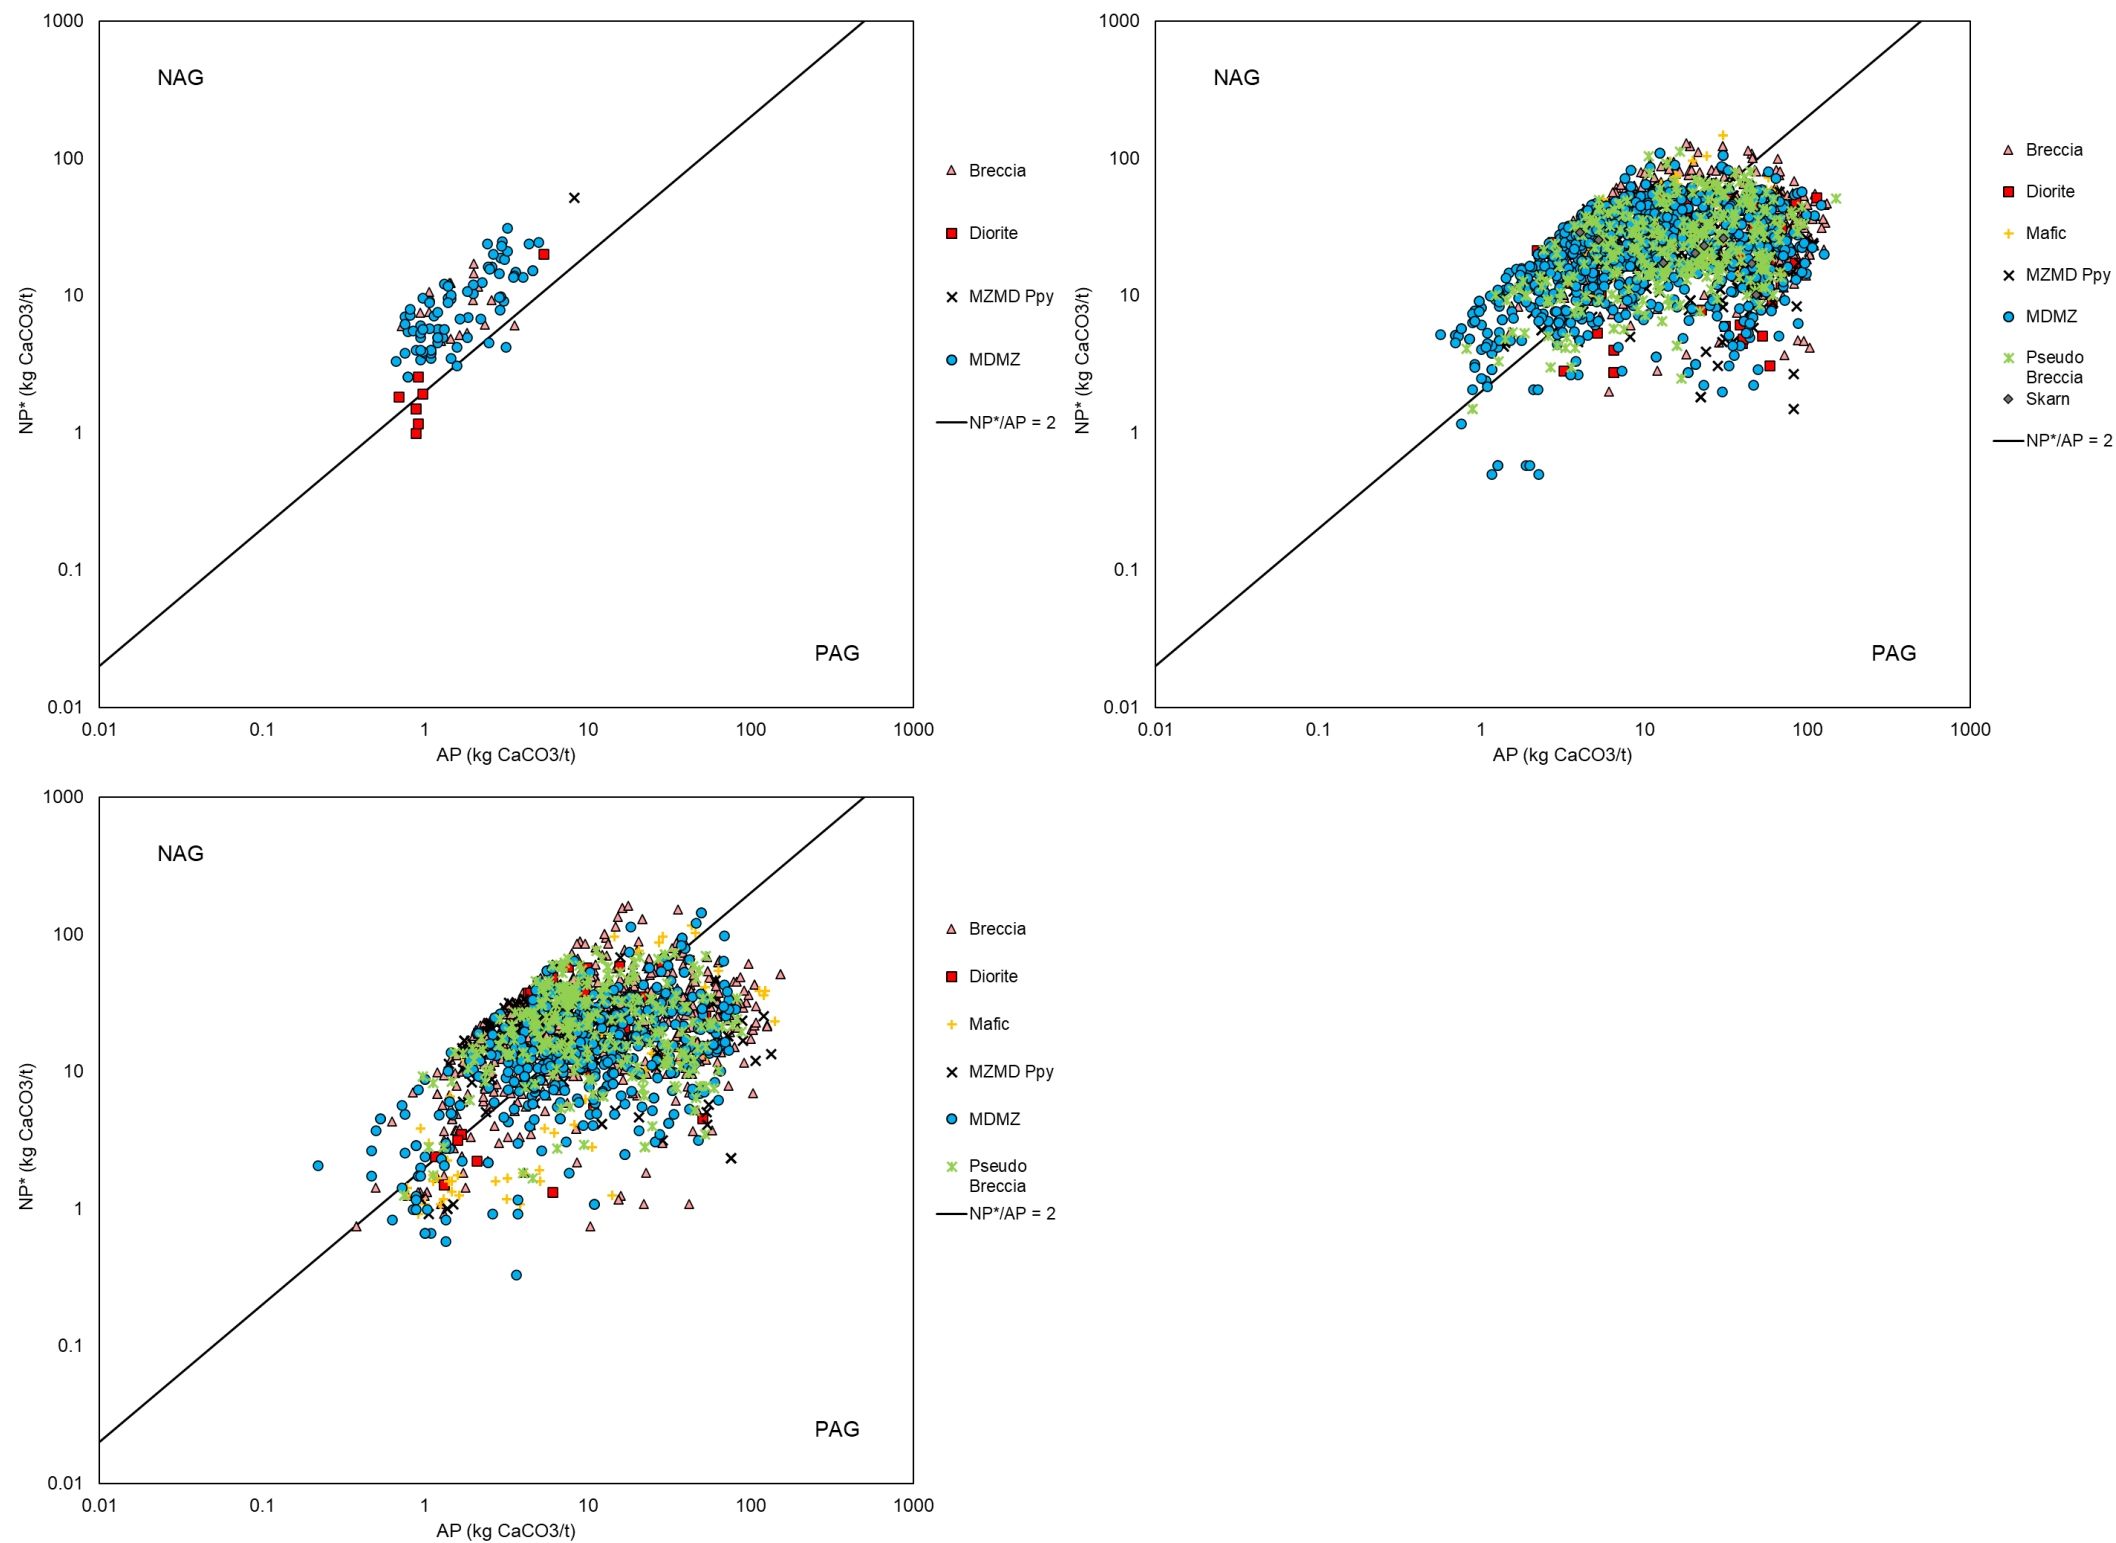 1000
100
10
1
0.1
0.01
NP* (kg CaCO3/t)
NAG
PAG
0.01 0.1 1 10 100 1000
AP (kg CaCO3/t)
Breccia
Diorite
MZMD Ppy
MDMZ
NP*/AP = 2
1000
100
10
1
0.1
0.01
NP* (kg CaCO3/t)
NAG
PAG
0.01 0.1 1 10 100 1000
AP (kg CaCO3/t)
Breccia
Diorite
Mafic
MZMD Ppy
MDMZ
Pseudo
Breccia
Skarn
NP*/AP = 2
1000
100
10
1
0.1
0.01
NP* (kg CaCO3/t)
NAG
PAG
0.01 0.1 1 10 100 1000
AP (kg CaCO3/t)
Breccia
Diorite
Mafic
MZMD Ppy
MDMZ
Pseudo
Breccia
NP*/AP = 2